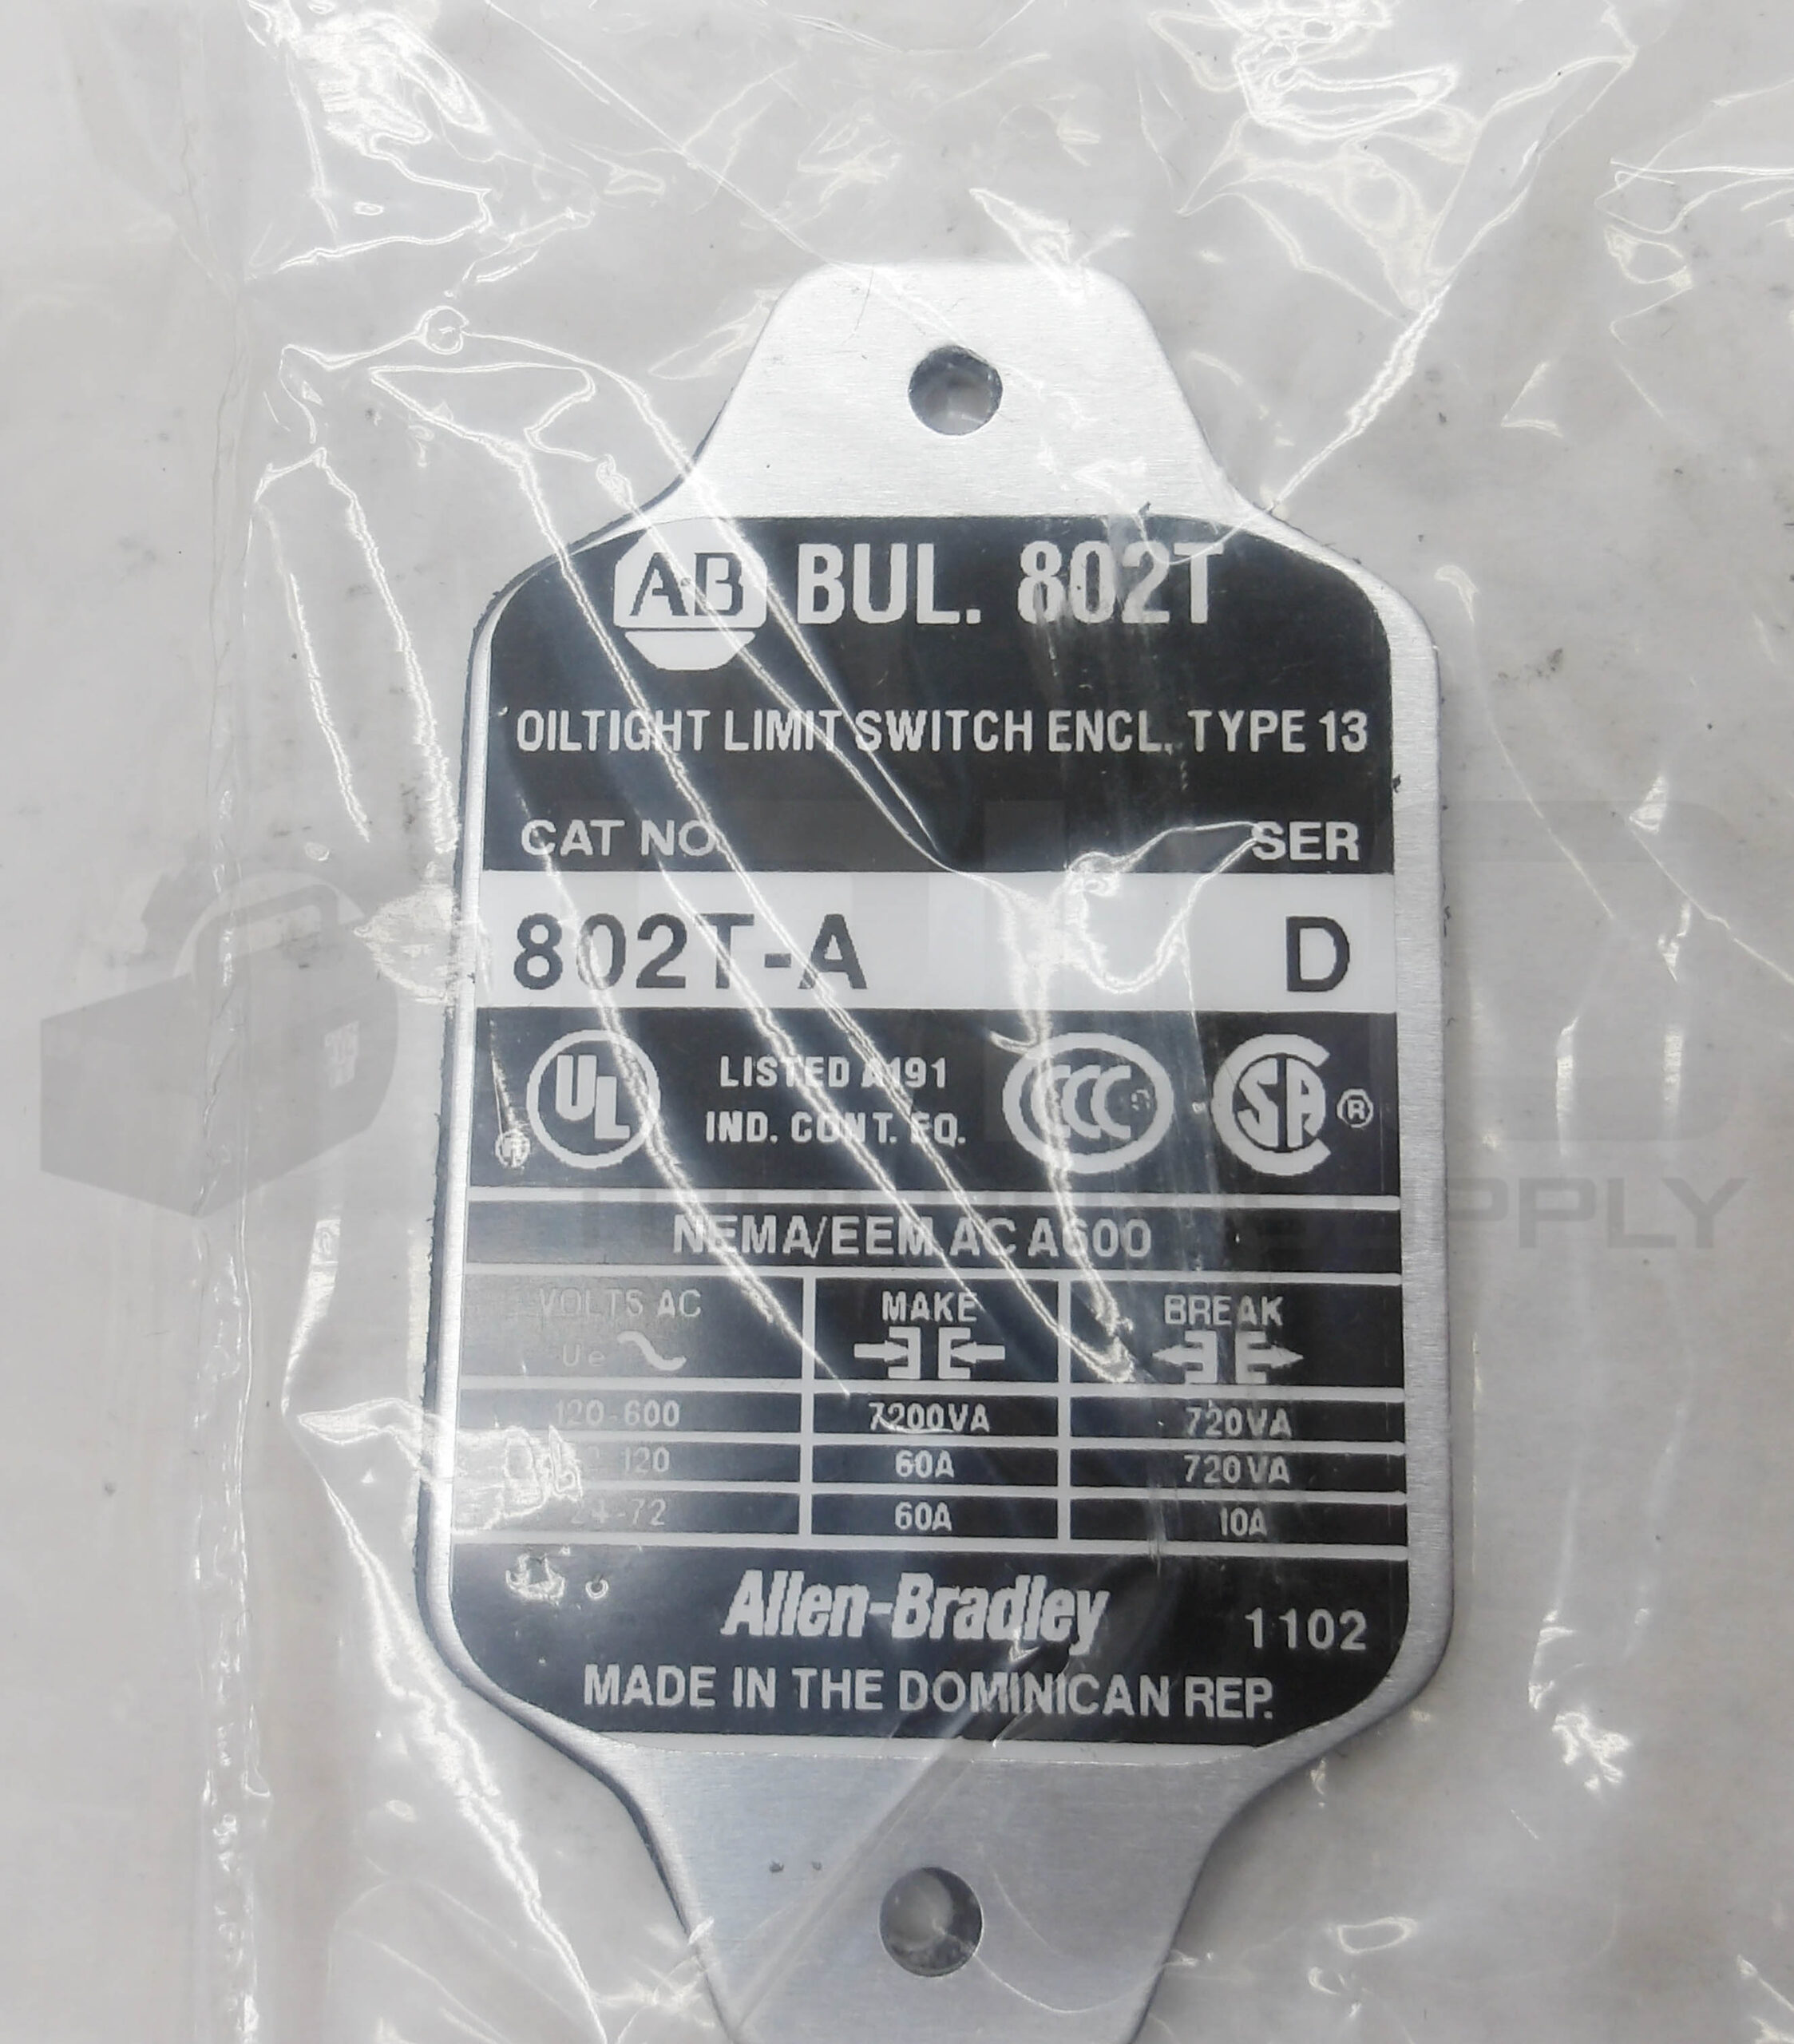 A-B BUL. 802T
OILTIGHT LIMIT SWITCH ENCL. TYPE 13
CAT NO. SER
802T-A D
UL LISTED A191 CCC SA ®
® IND. CONT. EQ.
NEMA/EEM AC A600
VOLTS AC MAKE BREAK
Ue
120-600 7200VA 720VA
120 60A 720VA
24-72 60A 10A
Allen-Bradley 1102
MADE IN THE DOMINICAN REP.
SUPPLY